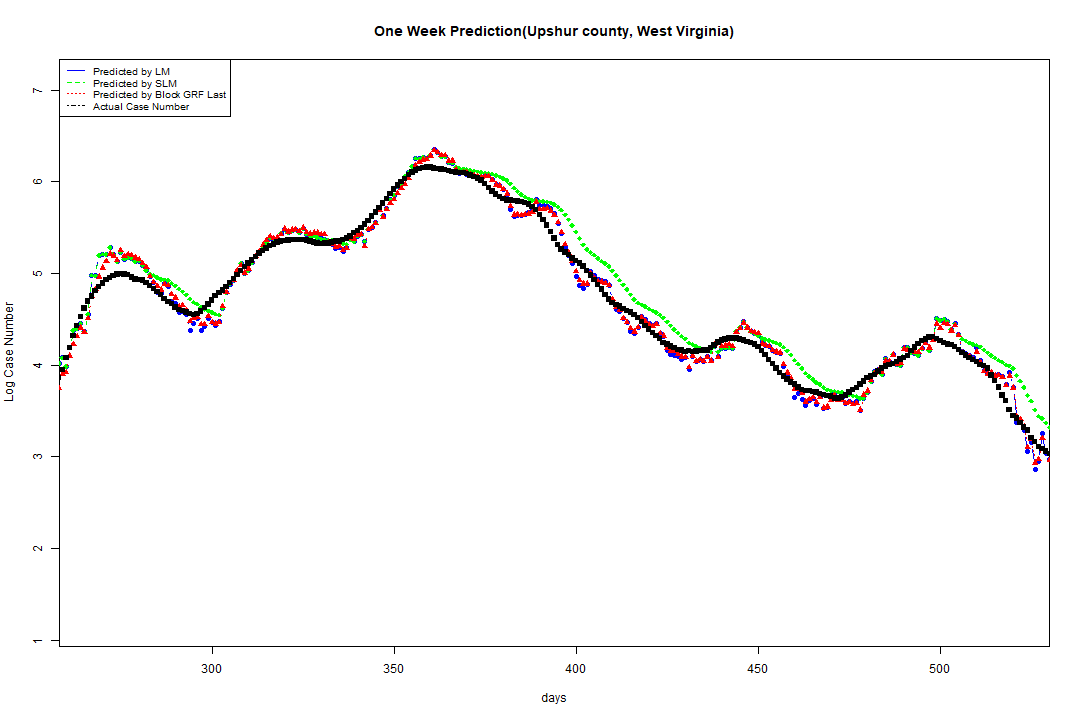 One Week Prediction(Upshur county, West Virginia)
Predicted by LM
Predicted by SLM
Predicted by Block GRF Last
Actual Case Number
7
6
5
4
3
2
1
Log Case Number
300 350 400 450 500
days